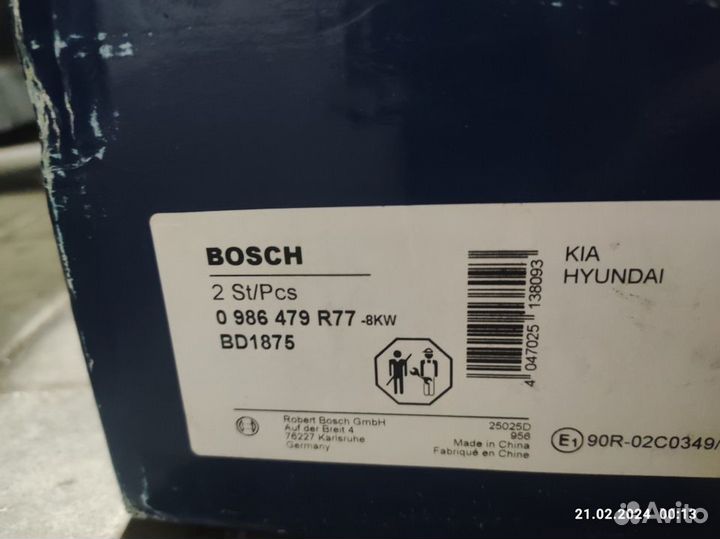 BOSCH
2 St/Pcs
0 986 479 R77 -8KW
BD1875
Robert Bosch GmbH
Auf der Breit 4
76227 Karlsruhe
Germany
25025D
956
Made in China
Fabriqué en Chine
4 047025 138093
KIA
HYUNDAI
E1 90R-02C0349/
21.02.2024 00:13
Avito